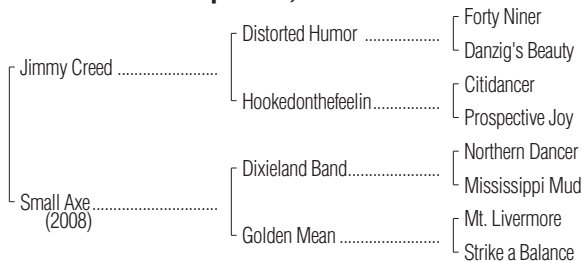 Forty Niner
Distorted Humor ..................
Danzig's Beauty
Jimmy Creed ........................
Citidancer
Hookedonthefeelin................
Prospective Joy
Northern Dancer
Dixieland Band......................
Mississippi Mud
Small Axe..............................
(2008)
Mt. Livermore
Golden Mean ........................
Strike a Balance